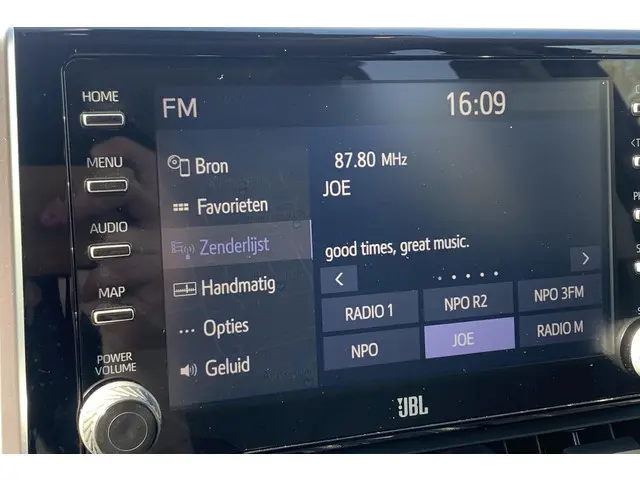 HOME
MENU
AUDIO
MAP
POWER
VOLUME
FM
16:09
Bron
Favorieten
Zenderlijst
Handmatig
Opties
Geluid
87.80 MHz
JOE
good times, great music.
RADIO 1
NPO R2
NPO 3FM
NPO
JOE
RADIO M
JBL